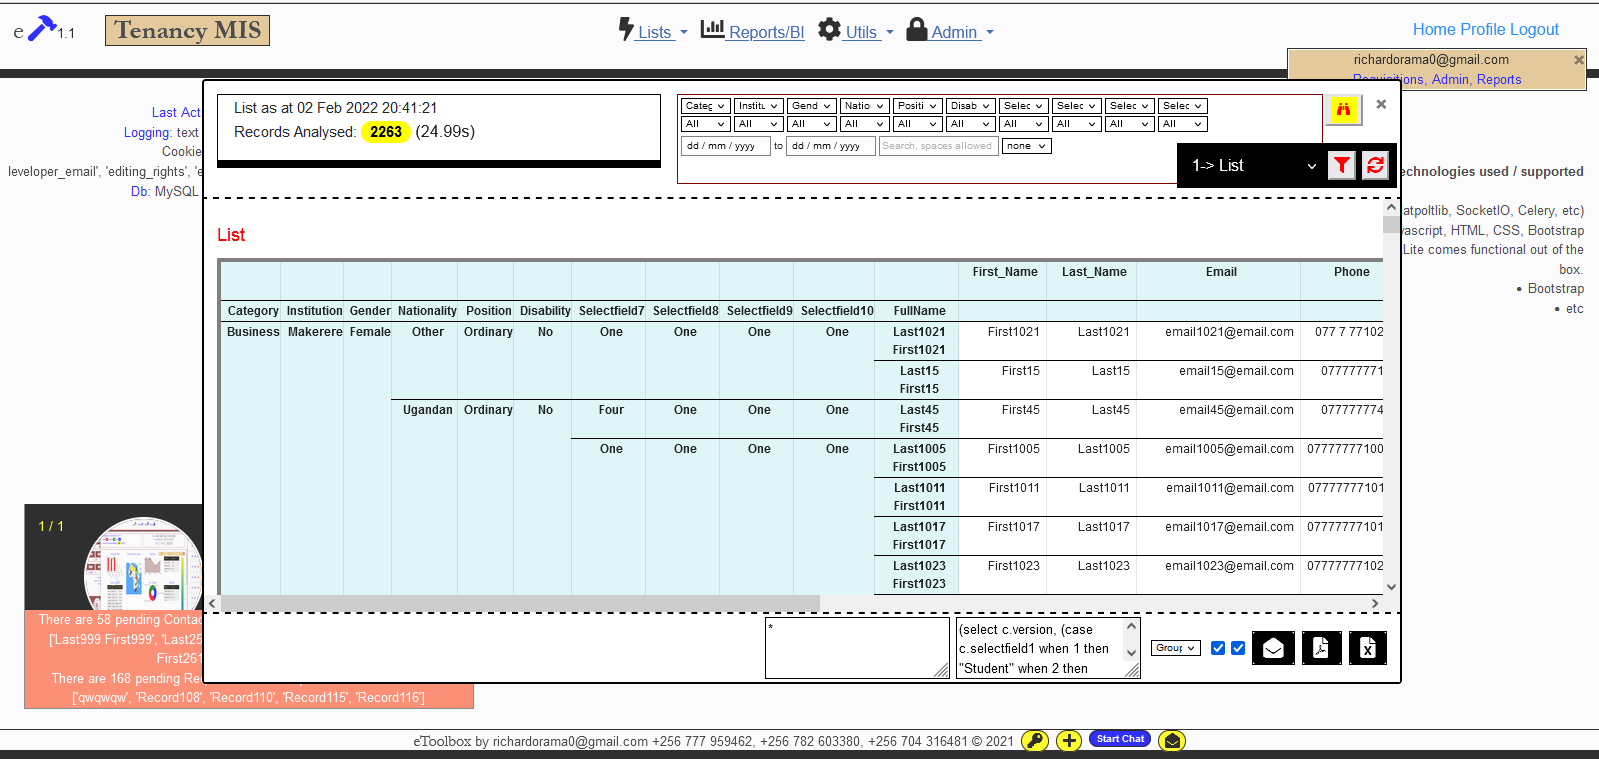 e 1.1 Tenancy MIS Lists Reports/BI Utils Admin Home Profile Logout
richardorama0@gmail.com ×
Requisitions, Admin, Reports
Last Act
Logging: text
Cookie
leveloper_email', 'editing_rights', 'e
Db: MySQL
List as at 02 Feb 2022 20:41:21
Records Analysed: 2263 (24.99s)
Categ Institu Gend Natio Positi Disab Selec Selec Selec Selec
All All All All All All All All All All
dd / mm / yyyy to dd / mm / yyyy Search, spaces allowed none
×
1-> List
echnologies used / supported
atpoltlib, SocketIO, Celery, etc)
vascript, HTML, CSS, Bootstrap
Lite comes functional out of the
box.
• Bootstrap
• etc
List
First_Name Last_Name Email Phone
Category Institution Gender Nationality Position Disability Selectfield7 Selectfield8 Selectfield9 Selectfield10 FullName
Business Makerere Female Other Ordinary No One One One One Last1021 First1021 Last1021 email1021@email.com 077 7 77102
First1021
Last15 First15 Last15 email15@email.com 077777771
First15
Ugandan Ordinary No Four One One One Last45 First45 Last45 email45@email.com 077777774
First45
One One One One Last1005 First1005 Last1005 email1005@email.com 07777777100
First1005
Last1011 First1011 Last1011 email1011@email.com 07777777101
First1011
Last1017 First1017 Last1017 email1017@email.com 07777777101
First1017
Last1023 First1023 Last1023 email1023@email.com 07777777102
First1023
1 / 1
There are 58 pending Contac
['Last999 First999', 'Last25
First261
There are 168 pending Rec
['qwqwqw', 'Record108', 'Record110', 'Record115', 'Record116']
*
(select c.version, (case
c.selectfield1 when 1 then
"Student" when 2 then
Group
eToolbox by richardorama0@gmail.com +256 777 959462, +256 782 603380, +256 704 316481 © 2021 Start Chat